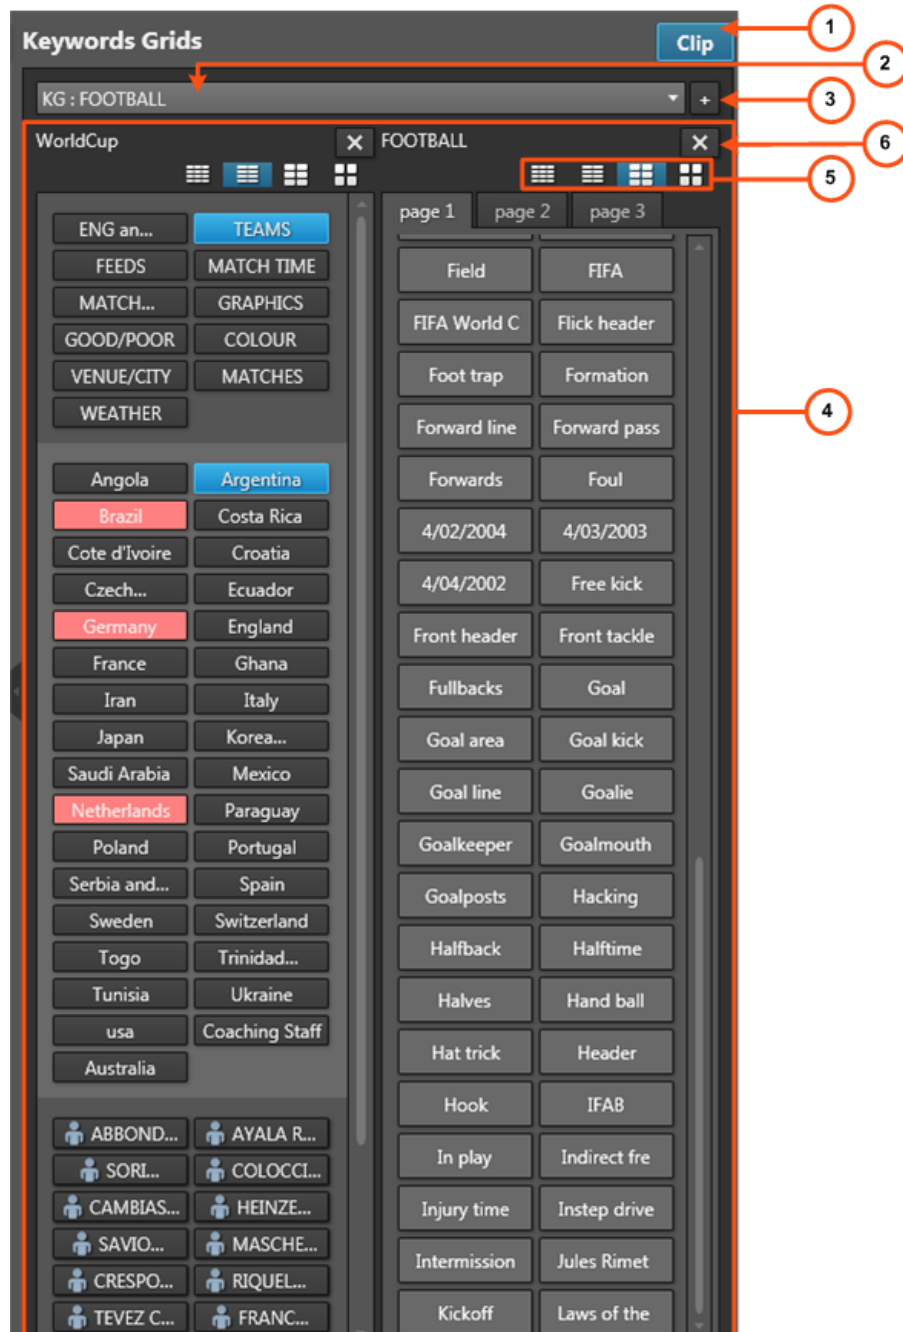 Keywords Grids
Clip
1
2
KG : FOOTBALL
+
3
WorldCup
FOOTBALL
6
5
page 1 page 2 page 3
ENG an... TEAMS
FEEDS MATCH TIME
MATCH... GRAPHICS
GOOD/POOR COLOUR
VENUE/CITY MATCHES
WEATHER
4
Angola Argentina
Brazil Costa Rica
Cote d'Ivoire Croatia
Czech... Ecuador
Germany England
France Ghana
Iran Italy
Japan Korea...
Saudi Arabia Mexico
Netherlands Paraguay
Poland Portugal
Serbia and... Spain
Sweden Switzerland
Togo Trinidad...
Tunisia Ukraine
usa Coaching Staff
Australia
ABBOND... AYALA R...
SORI... COLOCCI...
CAMBIAS... HEINZE...
SAVIO... MASCHE...
CRESPO... RIQUEL...
TEVEZ C... FRANC...
Field FIFA
FIFA World C Flick header
Foot trap Formation
Forward line Forward pass
Forwards Foul
4/02/2004 4/03/2003
4/04/2002 Free kick
Front header Front tackle
Fullbacks Goal
Goal area Goal kick
Goal line Goalie
Goalkeeper Goalmouth
Goalposts Hacking
Halfback Halftime
Halves Hand ball
Hat trick Header
Hook IFAB
In play Indirect fre
Injury time Instep drive
Intermission Jules Rimet
Kickoff Laws of the